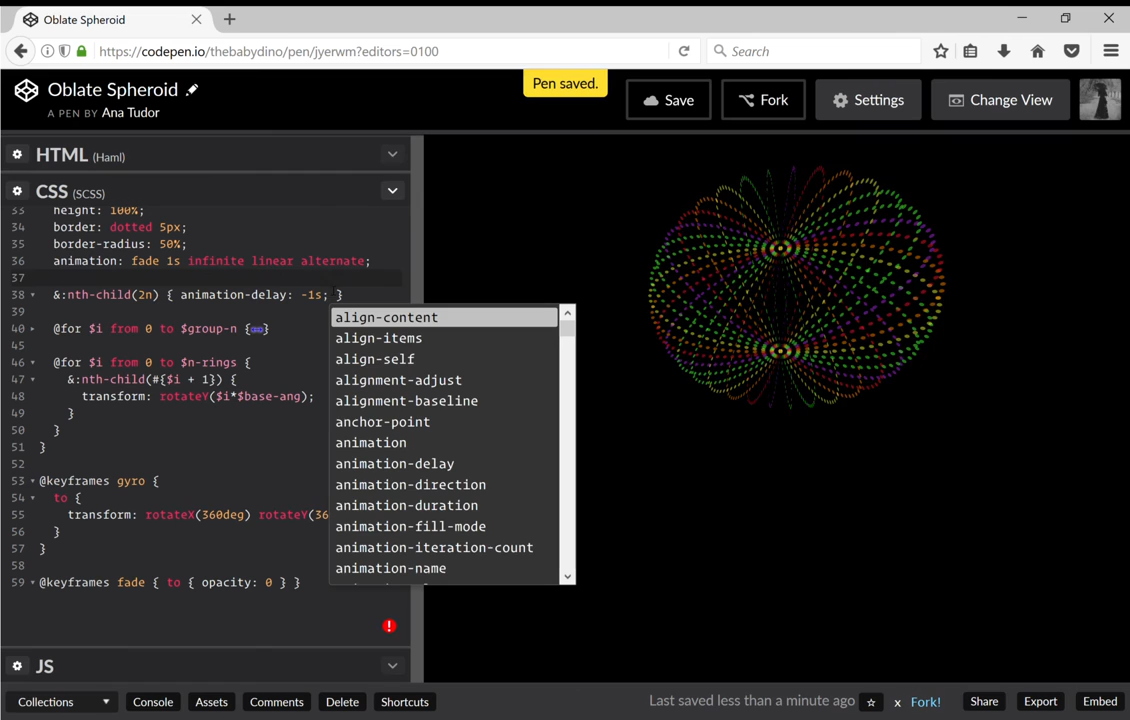 Oblate Spheroid
https://codepen.io/thebabydino/pen/jyerwm?editors=0100
Search
Oblate Spheroid
A PEN BY Ana Tudor
Pen saved.
Save
Fork
Settings
Change View
HTML (Haml)
CSS (SCSS)
33 height: 100%;
34 border: dotted 5px;
35 border-radius: 50%;
36 animation: fade 1s infinite linear alternate;
37
38 &:nth-child(2n) { animation-delay: -1s; }
39
40 @for $i from 0 to $group-n {}
45
46 @for $i from 0 to $n-rings {
47 &:nth-child(#{$i + 1}) {
48 transform: rotateY($i*$base-ang);
49 }
50 }
51 }
52
53 @keyframes gyro {
54 to {
55 transform: rotateX(360deg) rotateY(36
56 }
57 }
58
59 @keyframes fade { to { opacity: 0 } }
align-content
align-items
align-self
alignment-adjust
alignment-baseline
anchor-point
animation
animation-delay
animation-direction
animation-duration
animation-fill-mode
animation-iteration-count
animation-name
JS
Collections
Console
Assets
Comments
Delete
Shortcuts
Last saved less than a minute ago
x Fork!
Share
Export
Embed